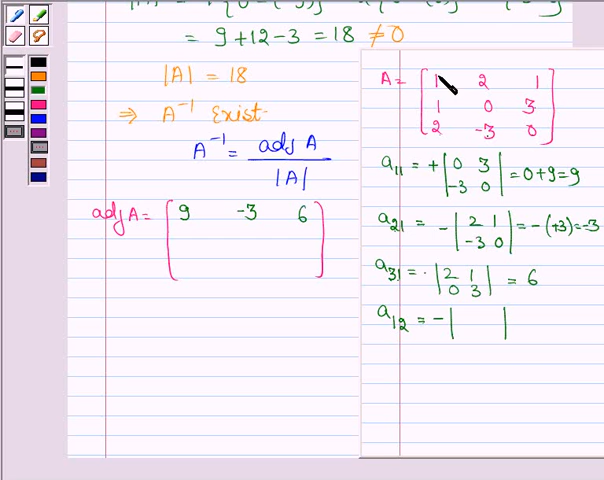 = 9+12-3 = 18 ≠0
|A| = 18
⇒ A⁻¹ Exist.
A⁻¹ = adj A / |A|
adj A = [ 9 -3 6 ]
A = [ 1 2 1
1 0 3
2 -3 0 ]
a₁₁ = + | 0 3 | = 0+9=9
| -3 0 |
a₂₁ = - | 2 1 | = -(+3)=-3
| -3 0 |
a₃₁ = · | 2 1 | = 6
| 0 3 |
a₁₂ = - | |